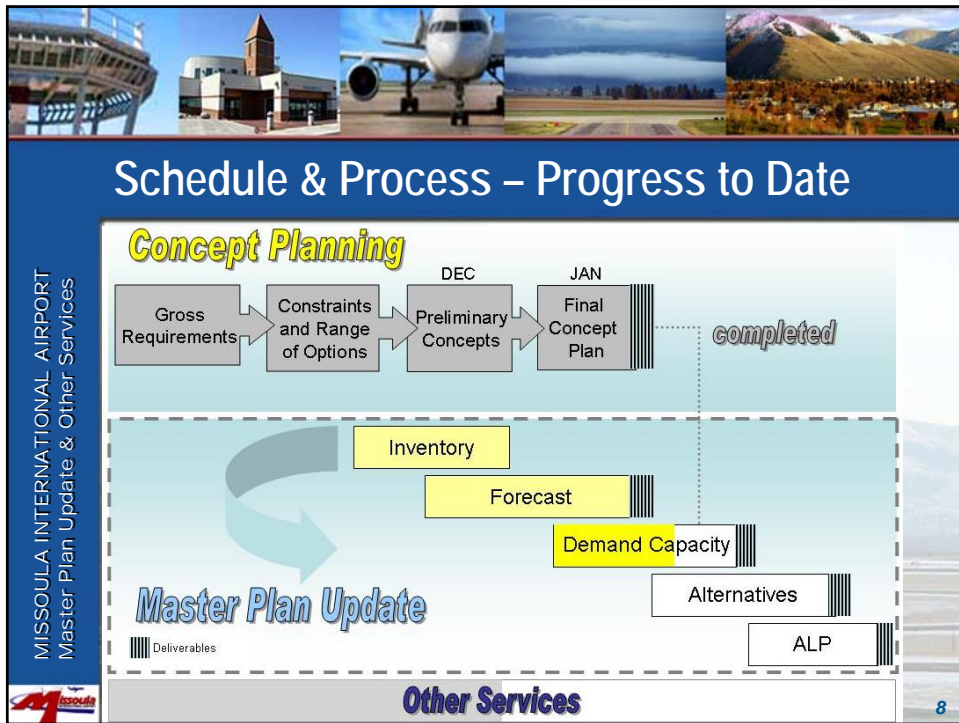 Schedule & Process – Progress to Date
MISSOULA INTERNATIONAL AIRPORT
Master Plan Update & Other Services
Concept Planning
DEC
JAN
Gross
Requirements
Constraints
and Range
of Options
Preliminary
Concepts
Final
Concept
Plan
completed
Inventory
Forecast
Demand Capacity
Alternatives
ALP
Master Plan Update
Deliverables
Other Services
Missoula
8